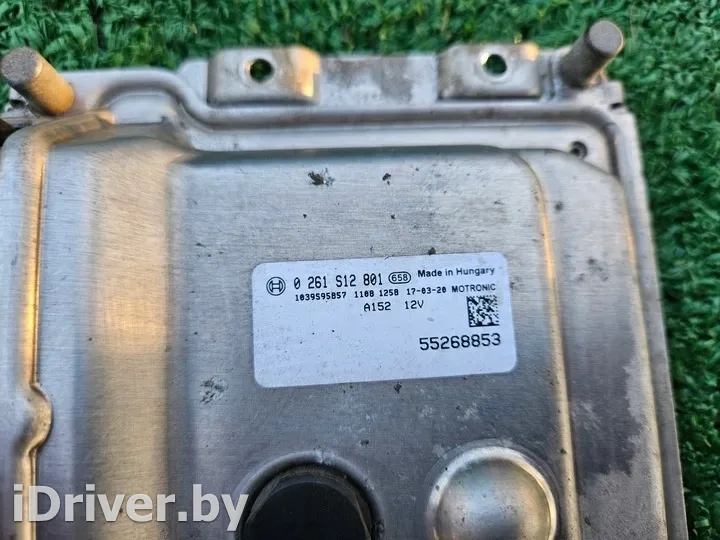 0 261 S12 801 658 Made in Hungary
1039S95857 1108 1258 17-03-20 MOTRONIC
A152 12V
55268853
iDriver.by